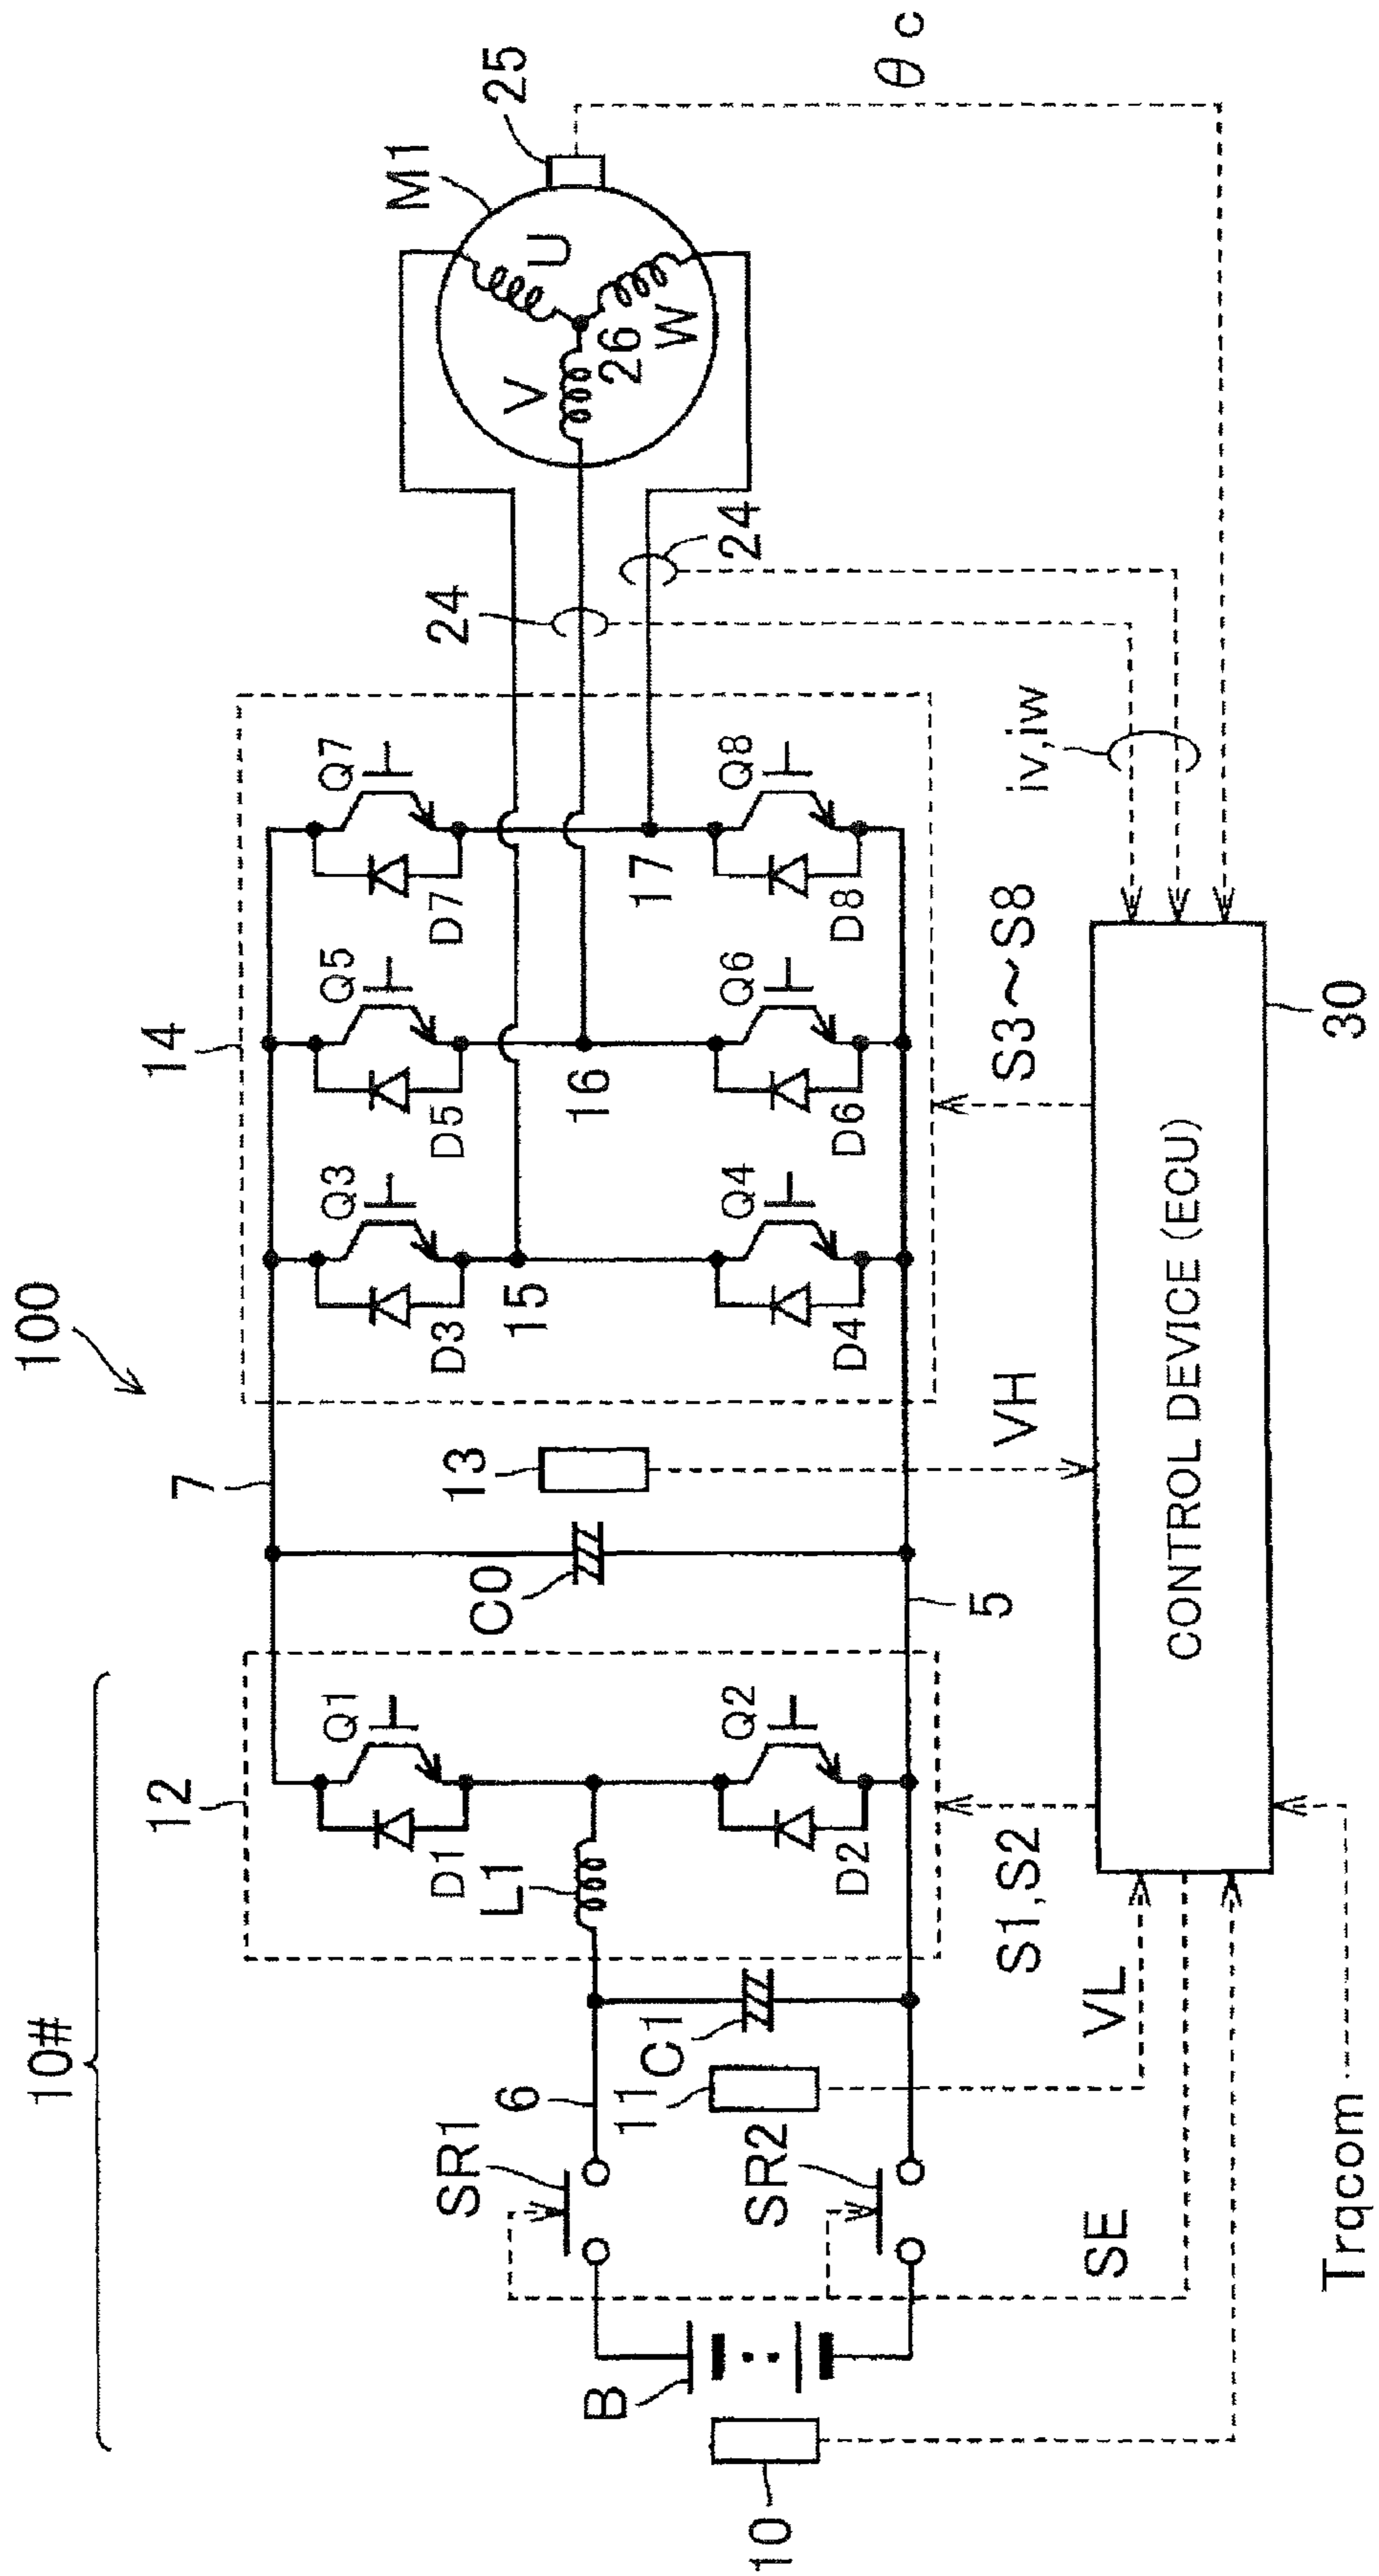 100
10#
12
7
14
M1
25
θc
Q1
D1
L1
Q2
D2
C0
13
VH
5
Q3
D3
15
Q4
D4
Q5
D5
16
Q6
D6
Q7
D7
17
Q8
D8
24
24
U
V
W
26
iv,iw
SR1
6
11
C1
SR2
B
10
VL
SE
S1,S2
S3~S8
CONTROL DEVICE (ECU)
30
Trqcom